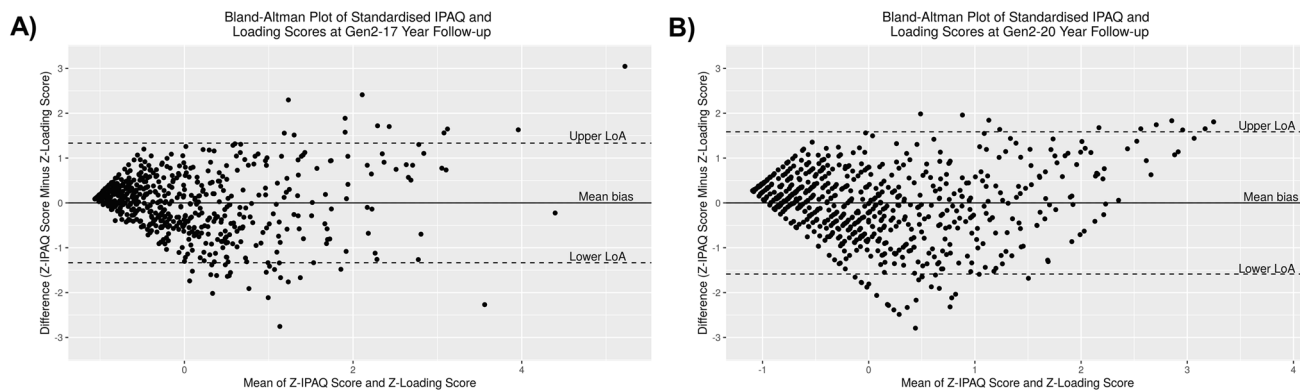 A)
Bland-Altman Plot of Standardised IPAQ and
Loading Scores at Gen2-17 Year Follow-up
Difference (Z-IPAQ Score Minus Z-Loading Score)
3
2
1
0
-1
-2
-3
Upper LoA
Mean bias
Lower LoA
0
2
4
Mean of Z-IPAQ Score and Z-Loading Score
B)
Bland-Altman Plot of Standardised IPAQ and
Loading Scores at Gen2-20 Year Follow-up
Difference (Z-IPAQ Score Minus Z-Loading Score)
3
2
1
0
-1
-2
-3
Upper LoA
Mean bias
Lower LoA
-1
0
1
2
3
4
Mean of Z-IPAQ Score and Z-Loading Score